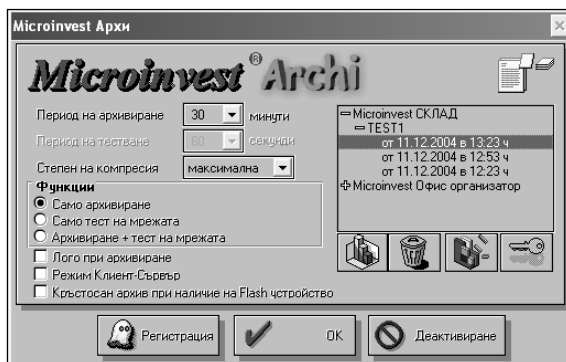 Microinvest Архи
Microinvest® Archi
Период на архивиране 30 минути
Период на тестване 60 секунди
Степен на компресия максимална
Функции
Само архивиране
Само тест на мрежата
Архивиране + тест на мрежата
Лого при архивиране
Режим Клиент-Сървър
Кръстосан архив при наличие на Flash устройство
Microinvest СКЛАД
TEST1
от 11.12.2004 в 13:23 ч
от 11.12.2004 в 12:53 ч
от 11.12.2004 в 12:23 ч
Microinvest Офис организатор
Регистрация
OK
Деактивиране